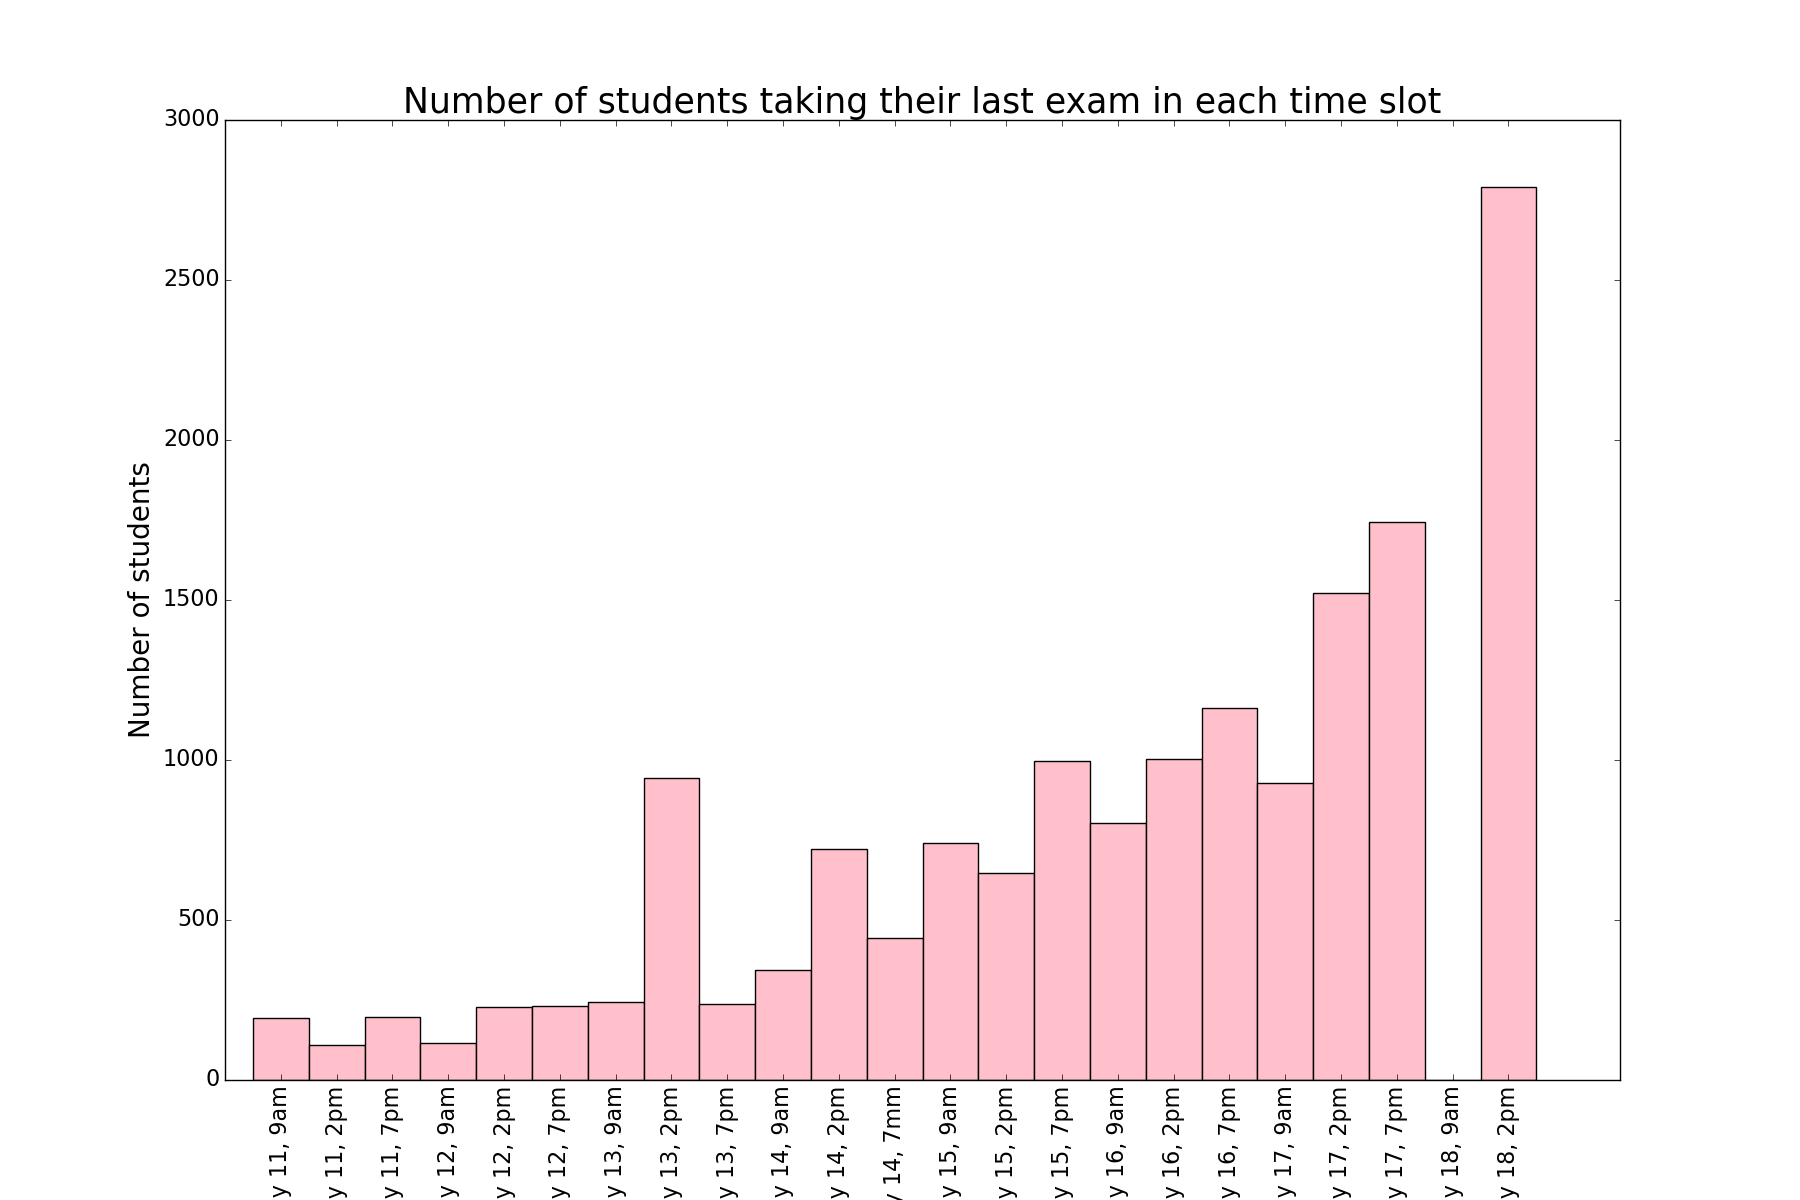 Number of students taking their last exam in each time slot
3000
2500
2000
1500
1000
500
0
Number of students
y 11, 9am
y 11, 2pm
y 11, 7pm
y 12, 9am
y 12, 2pm
y 12, 7pm
y 13, 9am
y 13, 2pm
y 13, 7pm
y 14, 9am
y 14, 2pm
y 14, 7mm
y 15, 9am
y 15, 2pm
y 15, 7pm
y 16, 9am
y 16, 2pm
y 16, 7pm
y 17, 9am
y 17, 2pm
y 17, 7pm
y 18, 9am
y 18, 2pm